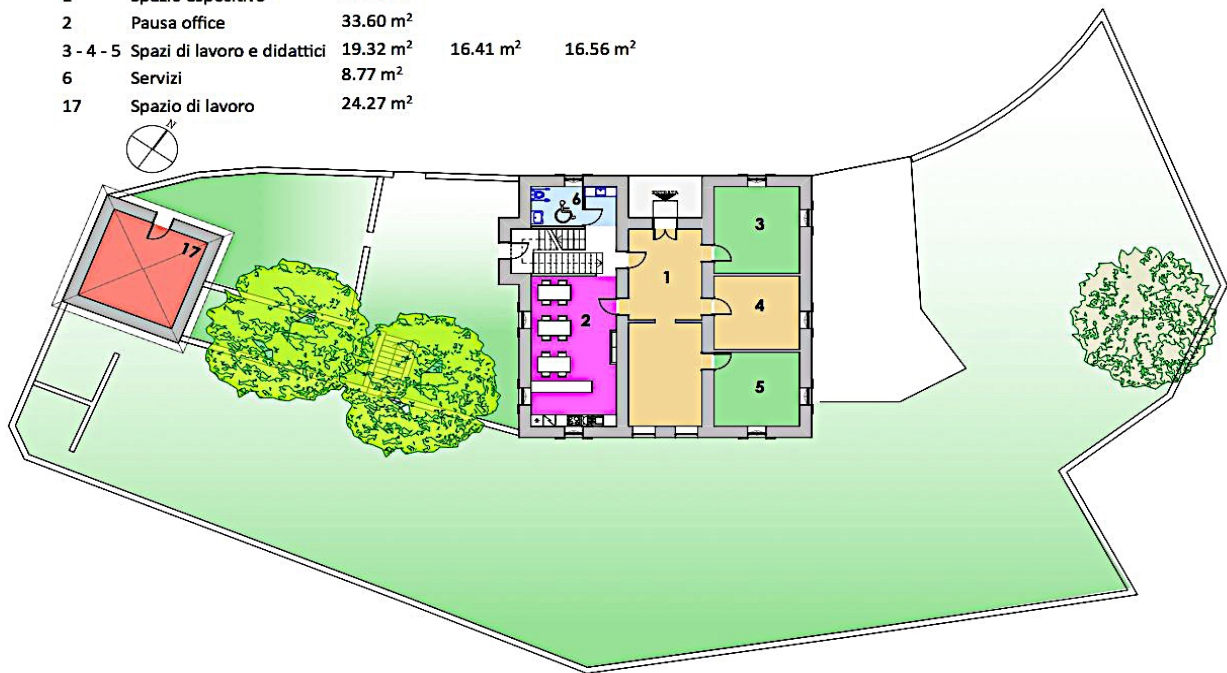 2 Pausa office 33.60 m²
3 - 4 - 5 Spazi di lavoro e didattici 19.32 m² 16.41 m² 16.56 m²
6 Servizi 8.77 m²
17 Spazio di lavoro 24.27 m²
N
6
3
17
1
4
2
5